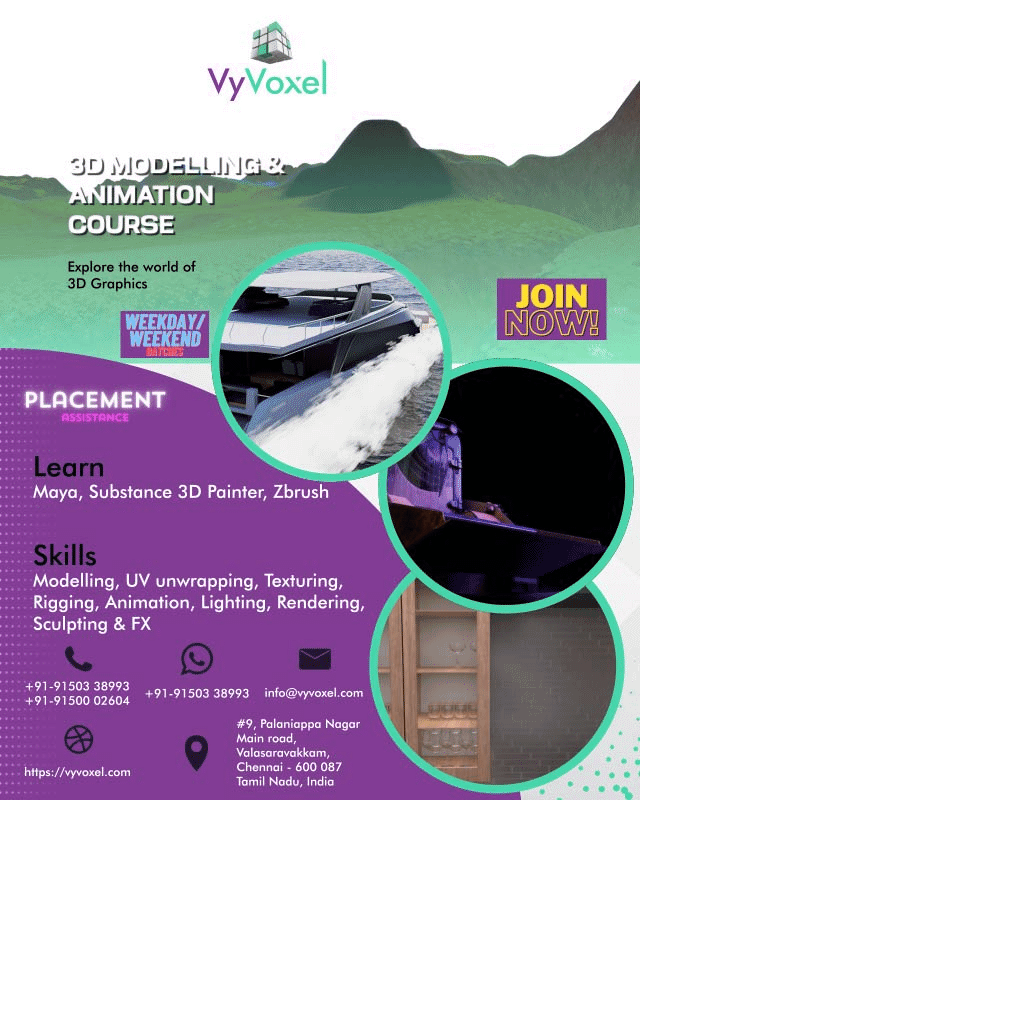 VyVoxel
3D MODELLING &
ANIMATION
COURSE
Explore the world of
3D Graphics
JOIN
NOW!
WEEKDAY/
WEEKEND
BATCHES
PLACEMENT
ASSISTANCE
Learn
Maya, Substance 3D Painter, Zbrush
Skills
Modelling, UV unwrapping, Texturing,
Rigging, Animation, Lighting, Rendering,
Sculpting & FX
+91-91503 38993
+91-91500 02604
+91-91503 38993
info@vyvoxel.com
https://vyvoxel.com
#9, Palaniappa Nagar
Main road,
Valasaravakkam,
Chennai - 600 087
Tamil Nadu, India